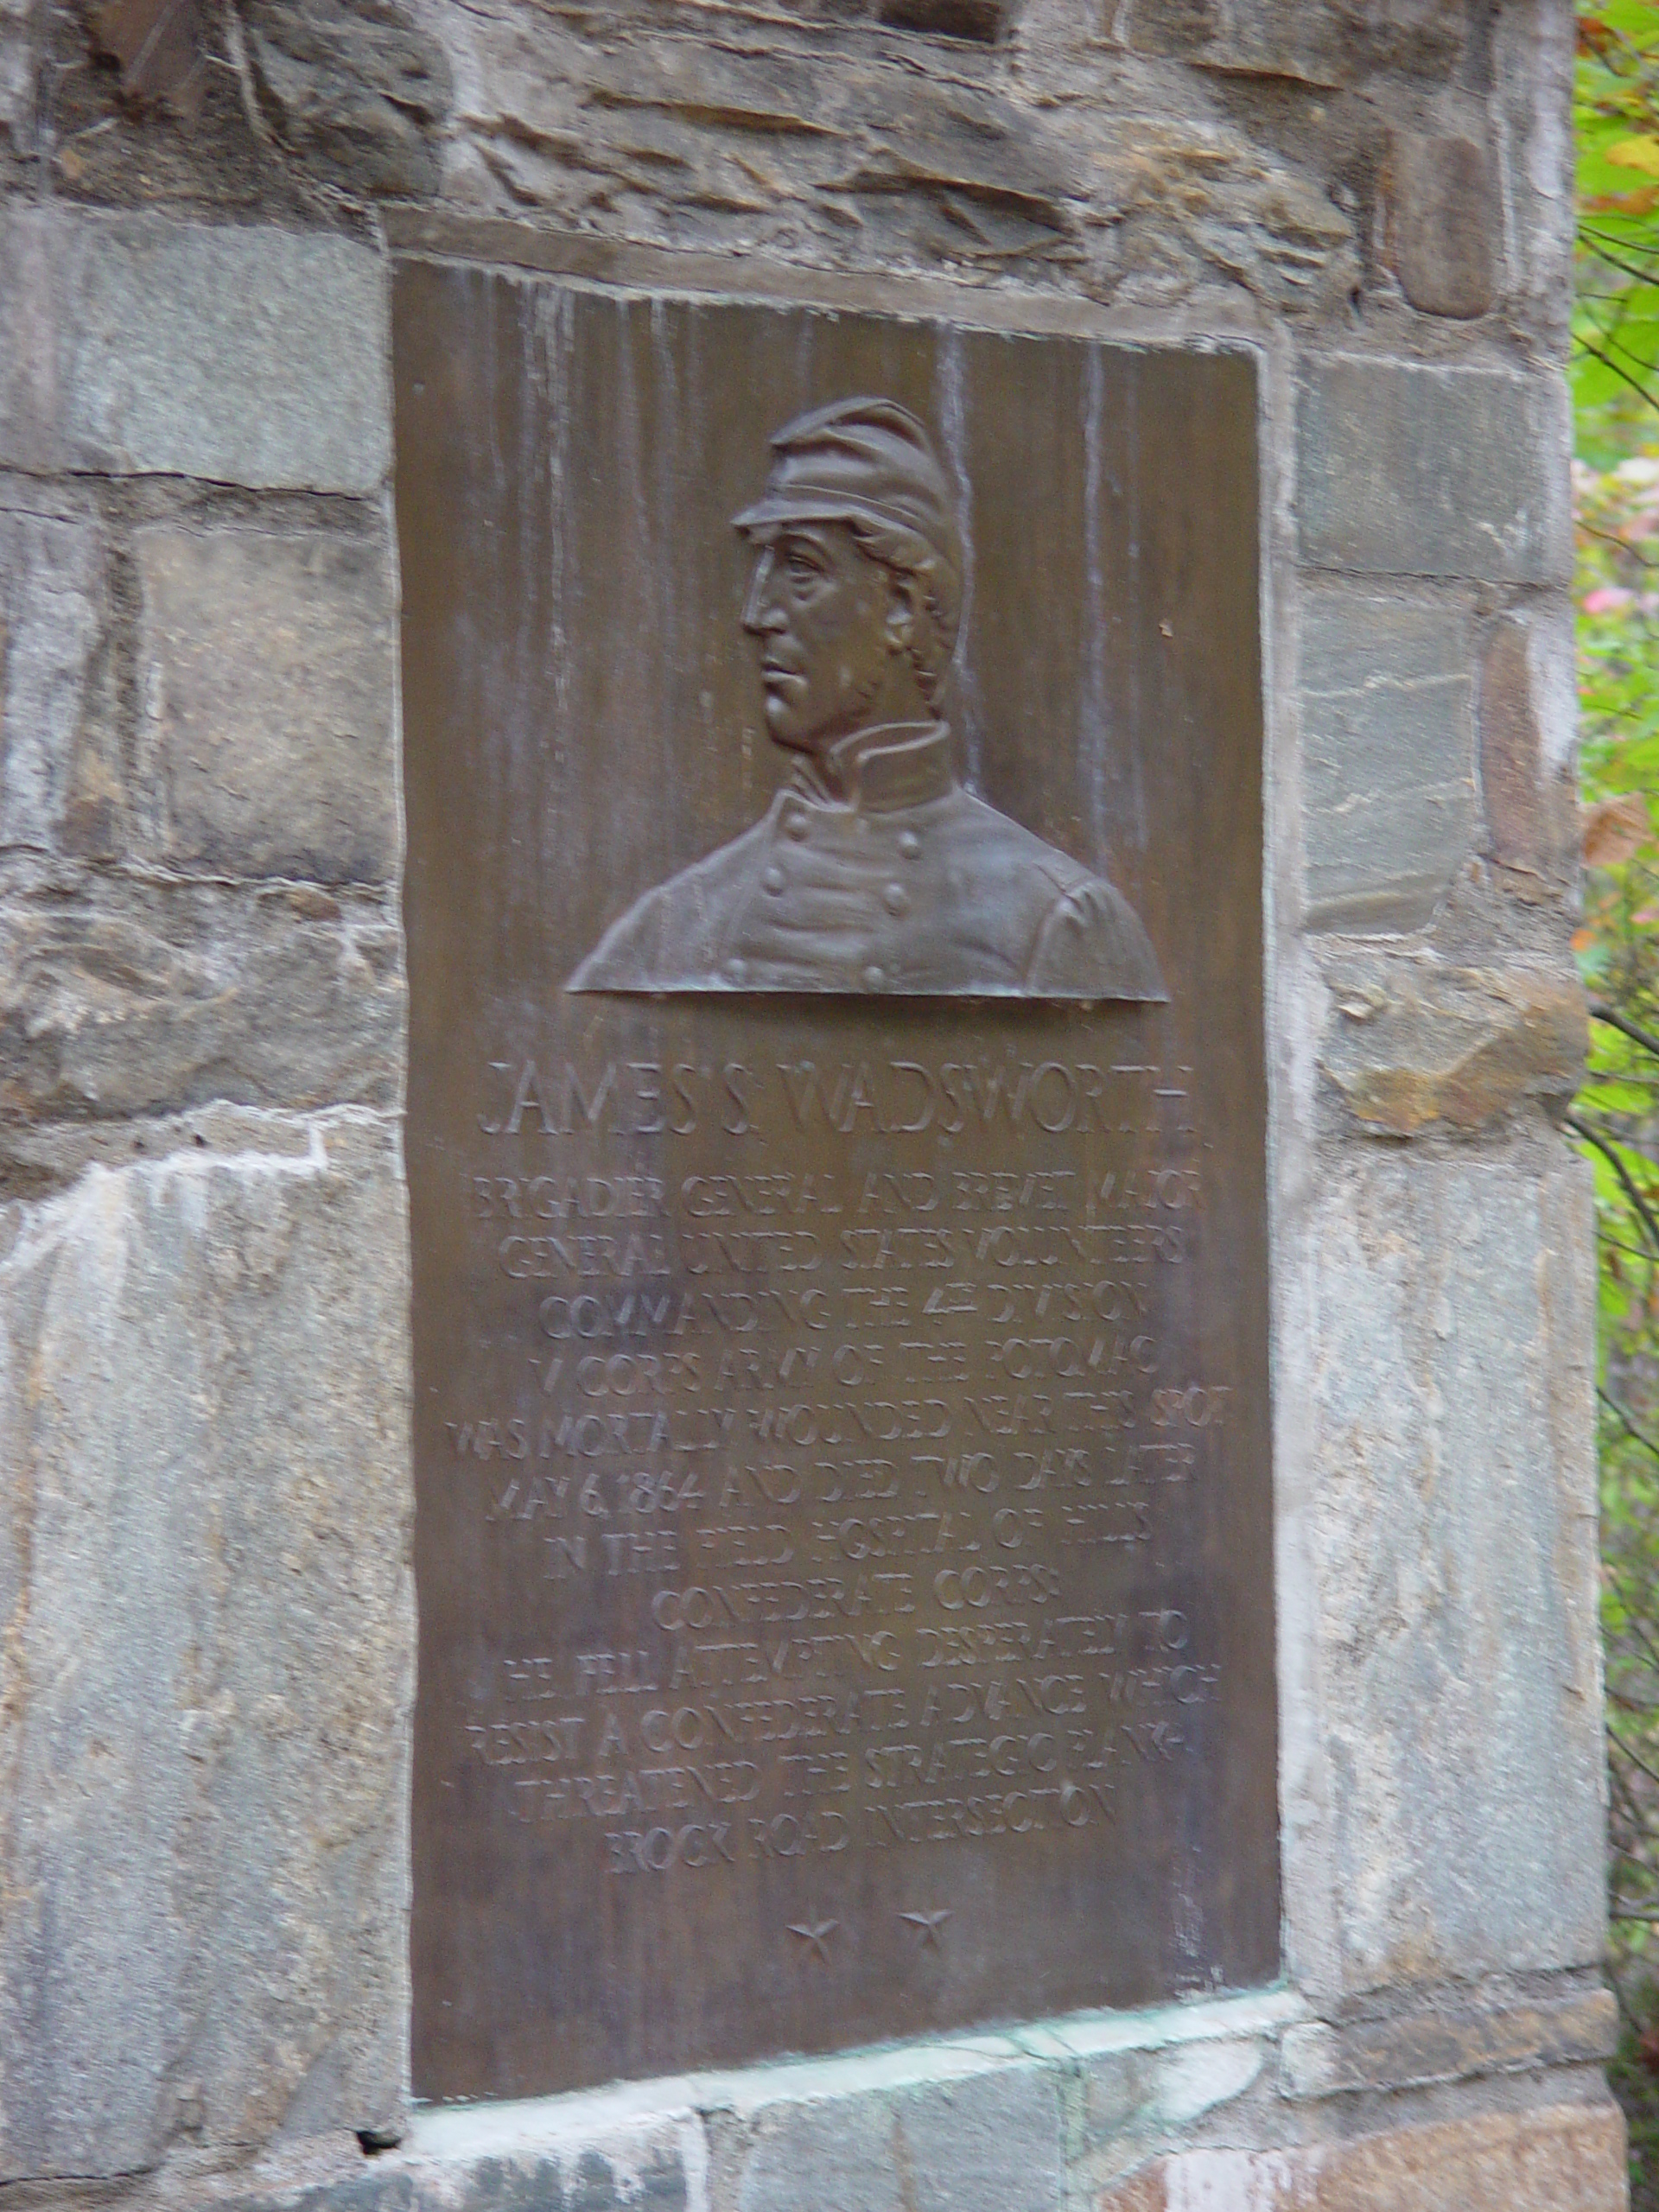 JAMES S. WADSWORTH
BRIGADIER GENERAL AND BREVET MAJOR
GENERAL UNITED STATES VOLUNTEERS
COMMANDING THE 4TH DIVISION
V CORPS ARMY OF THE POTOMAC
WAS MORTALLY WOUNDED NEAR THIS SPOT
MAY 6, 1864 AND DIED TWO DAYS LATER
IN THE FIELD HOSPITAL OF HILL'S
CONFEDERATE CORPS
HE FELL ATTEMPTING DESPERATELY TO
RESIST A CONFEDERATE ADVANCE WHICH
THREATENED THE STRATEGIC PLANK-
BROCK ROAD INTERSECTION